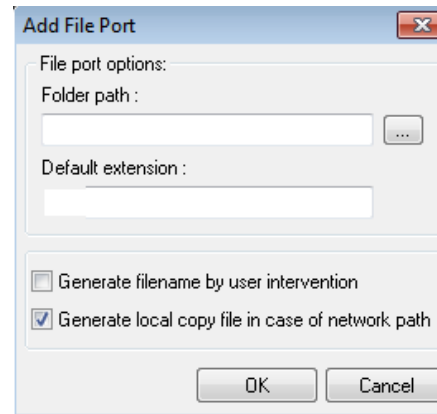 Add File Port
File port options:
Folder path :
...
Default extension :
Generate filename by user intervention
Generate local copy file in case of network path
OK
Cancel